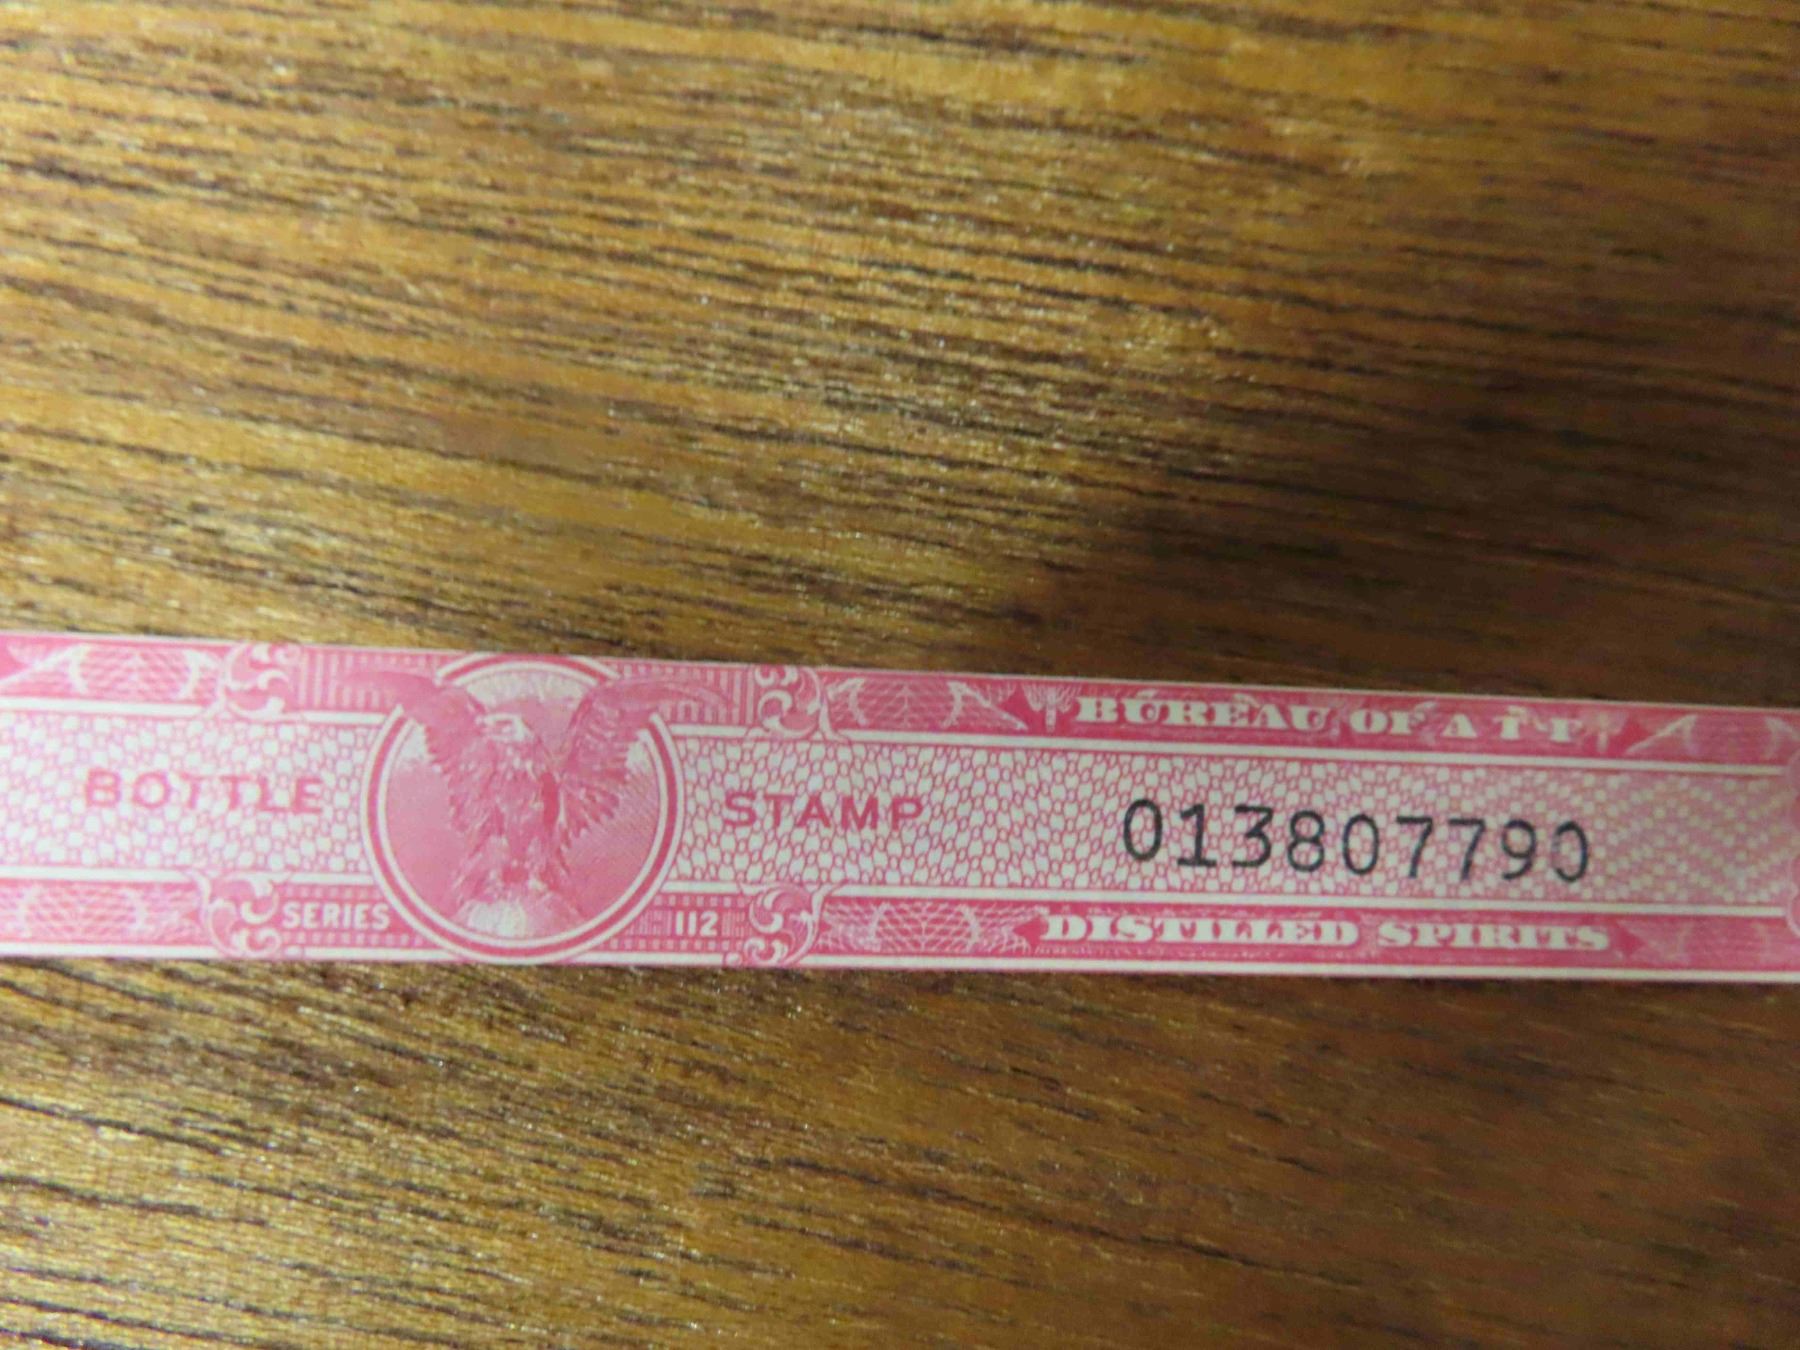 BUREAU OF A T F
BOTTLE STAMP 013807790
SERIES 112 DISTILLED SPIRITS